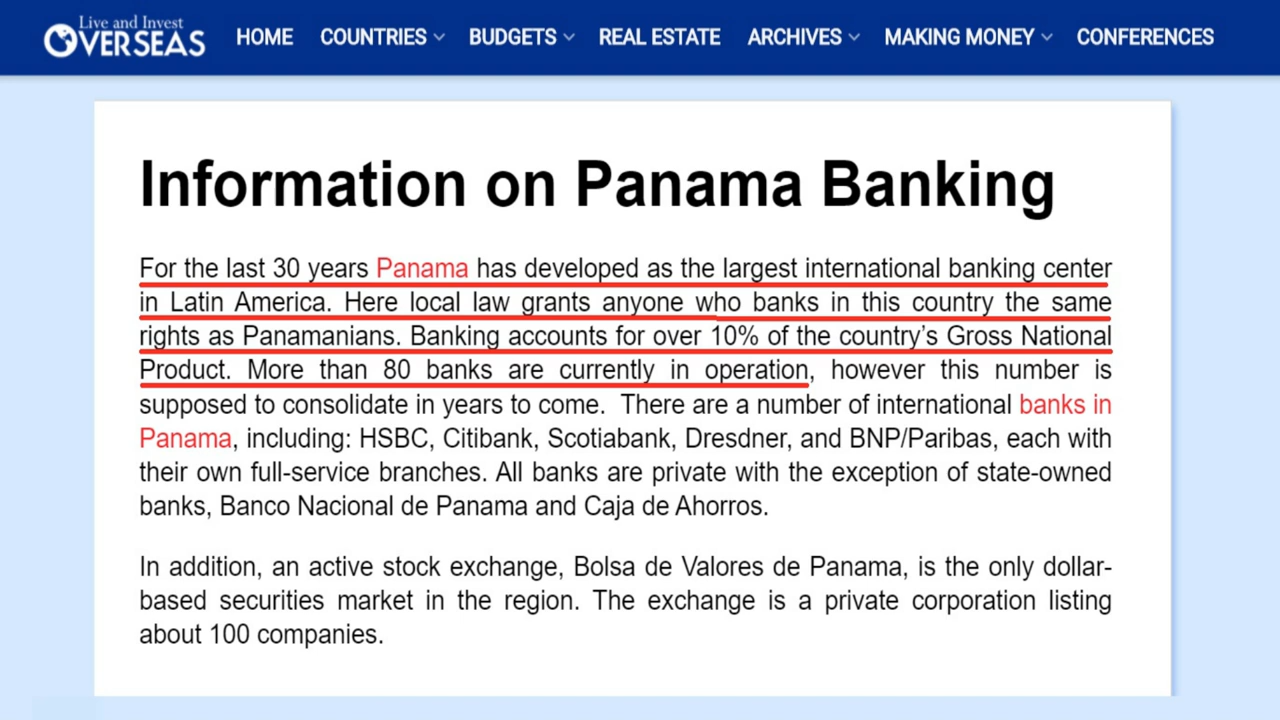 Live and Invest
OVERSEAS
HOME COUNTRIES BUDGETS REAL ESTATE ARCHIVES MAKING MONEY CONFERENCES
Information on Panama Banking
For the last 30 years Panama has developed as the largest international banking center
in Latin America. Here local law grants anyone who banks in this country the same
rights as Panamanians. Banking accounts for over 10% of the country’s Gross National
Product. More than 80 banks are currently in operation, however this number is
supposed to consolidate in years to come. There are a number of international banks in
Panama, including: HSBC, Citibank, Scotiabank, Dresdner, and BNP/Paribas, each with
their own full-service branches. All banks are private with the exception of state-owned
banks, Banco Nacional de Panama and Caja de Ahorros.
In addition, an active stock exchange, Bolsa de Valores de Panama, is the only dollar-
based securities market in the region. The exchange is a private corporation listing
about 100 companies.